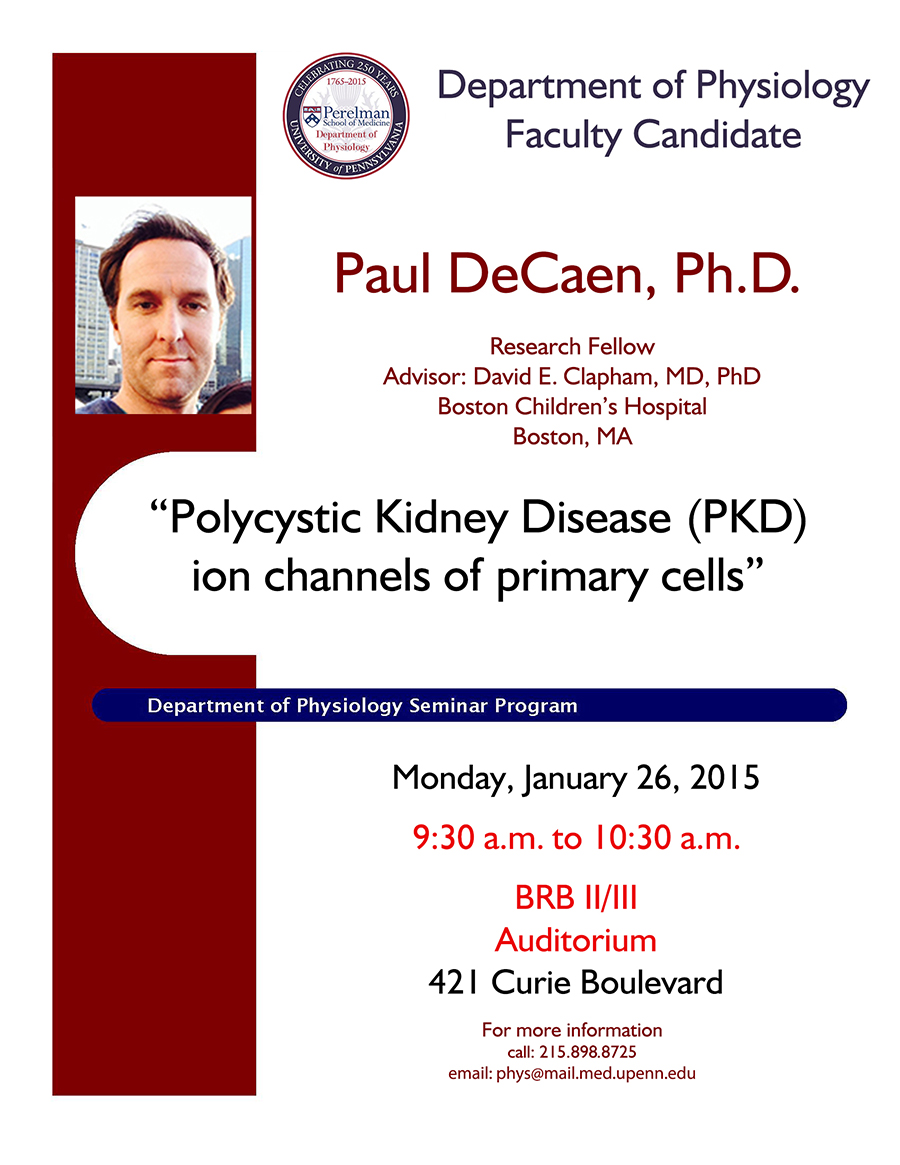 CELEBRATING 250 YEARS
1765–2015
Perelman
School of Medicine
Department of
Physiology
UNIVERSITY of PENNSYLVANIA
Department of Physiology
Faculty Candidate
Paul DeCaen, Ph.D.
Research Fellow
Advisor: David E. Clapham, MD, PhD
Boston Children’s Hospital
Boston, MA
“Polycystic Kidney Disease (PKD)
ion channels of primary cells”
Department of Physiology Seminar Program
Monday, January 26, 2015
9:30 a.m. to 10:30 a.m.
BRB II/III
Auditorium
421 Curie Boulevard
For more information
call: 215.898.8725
email: phys@mail.med.upenn.edu